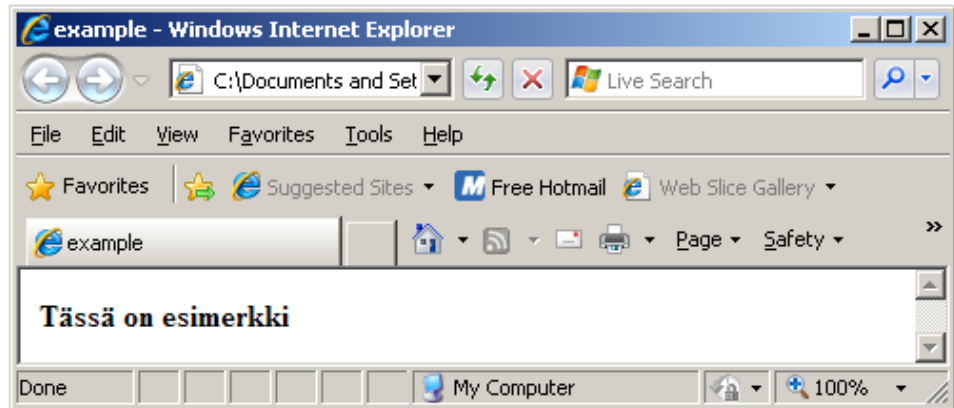 example - Windows Internet Explorer
C:\Documents and Set Live Search
File Edit View Favorites Tools Help
Favorites Suggested Sites Free Hotmail Web Slice Gallery
example Page Safety »
Tässä on esimerkki
Done My Computer 100%